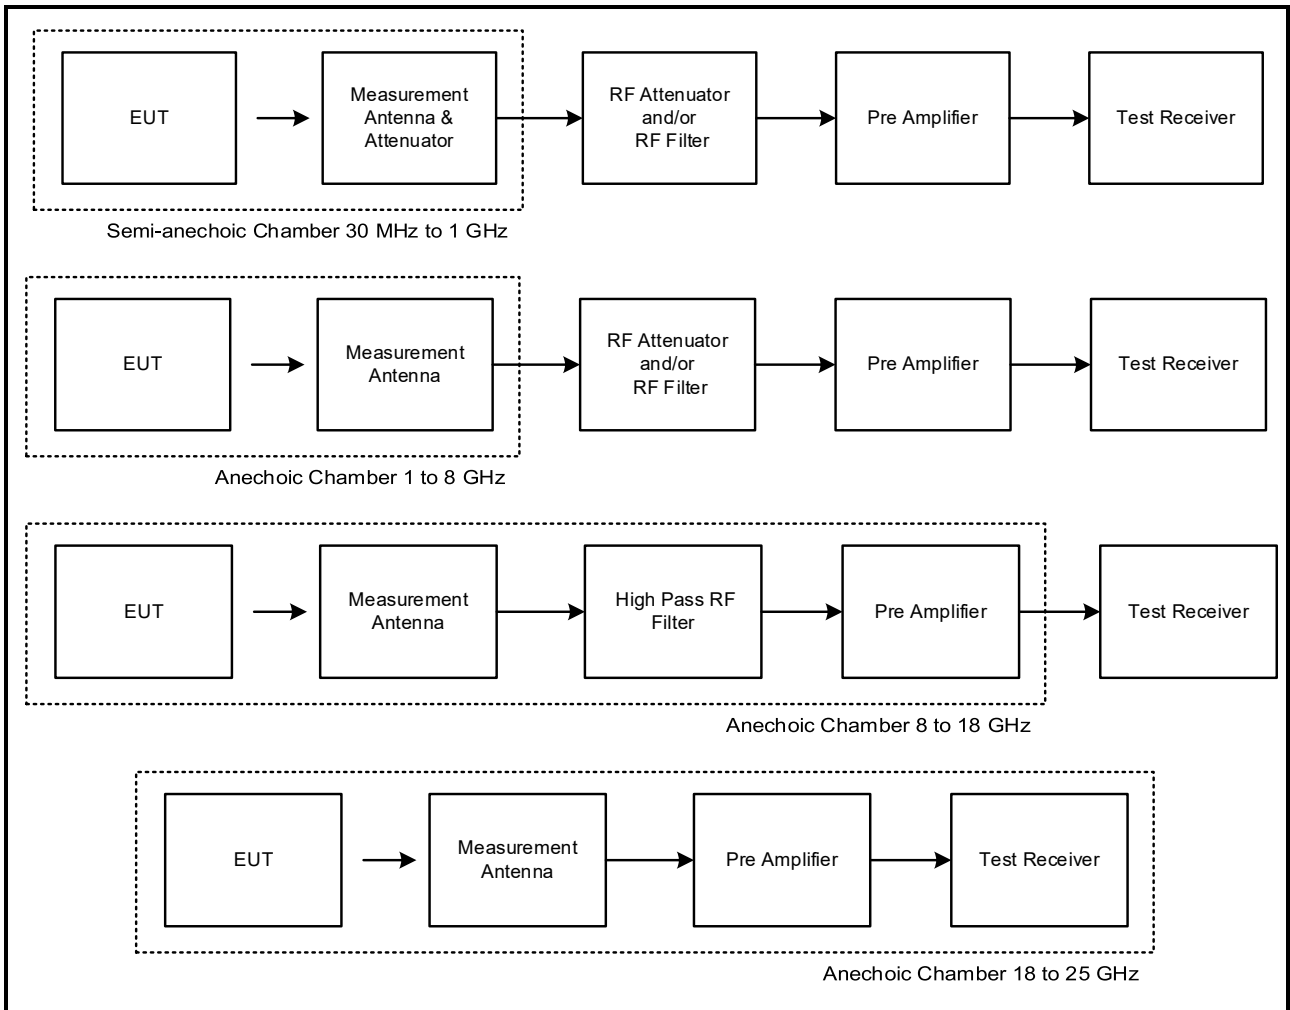 EUT
Measurement
Antenna &
Attenuator
RF Attenuator
and/or
RF Filter
Pre Amplifier
Test Receiver
Semi-anechoic Chamber 30 MHz to 1 GHz
EUT
Measurement
Antenna
RF Attenuator
and/or
RF Filter
Pre Amplifier
Test Receiver
Anechoic Chamber 1 to 8 GHz
EUT
Measurement
Antenna
High Pass RF
Filter
Pre Amplifier
Test Receiver
Anechoic Chamber 8 to 18 GHz
EUT
Measurement
Antenna
Pre Amplifier
Test Receiver
Anechoic Chamber 18 to 25 GHz